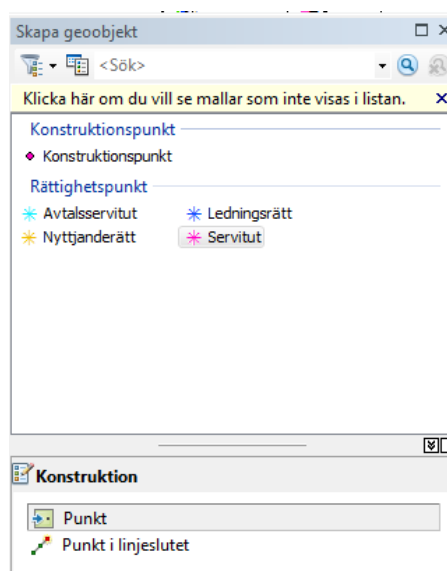 Skapa geoobjekt
<Sök>
Klicka här om du vill se mallar som inte visas i listan.
Konstruktionspunkt
Konstruktionspunkt
Rättighetspunkt
Avtalsservitut Ledningsrätt
Nyttjanderätt Servitut
Konstruktion
Punkt
Punkt i linjeslutet